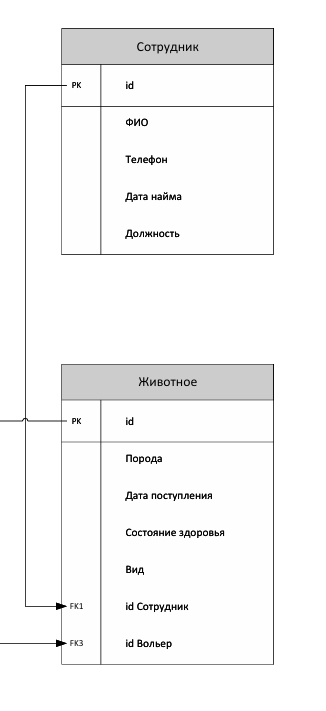 Сотрудник
PK id
ФИО
Телефон
Дата найма
Должность
Животное
PK id
Порода
Дата поступления
Состояние здоровья
Вид
FK1 id Сотрудник
FK3 id Вольер